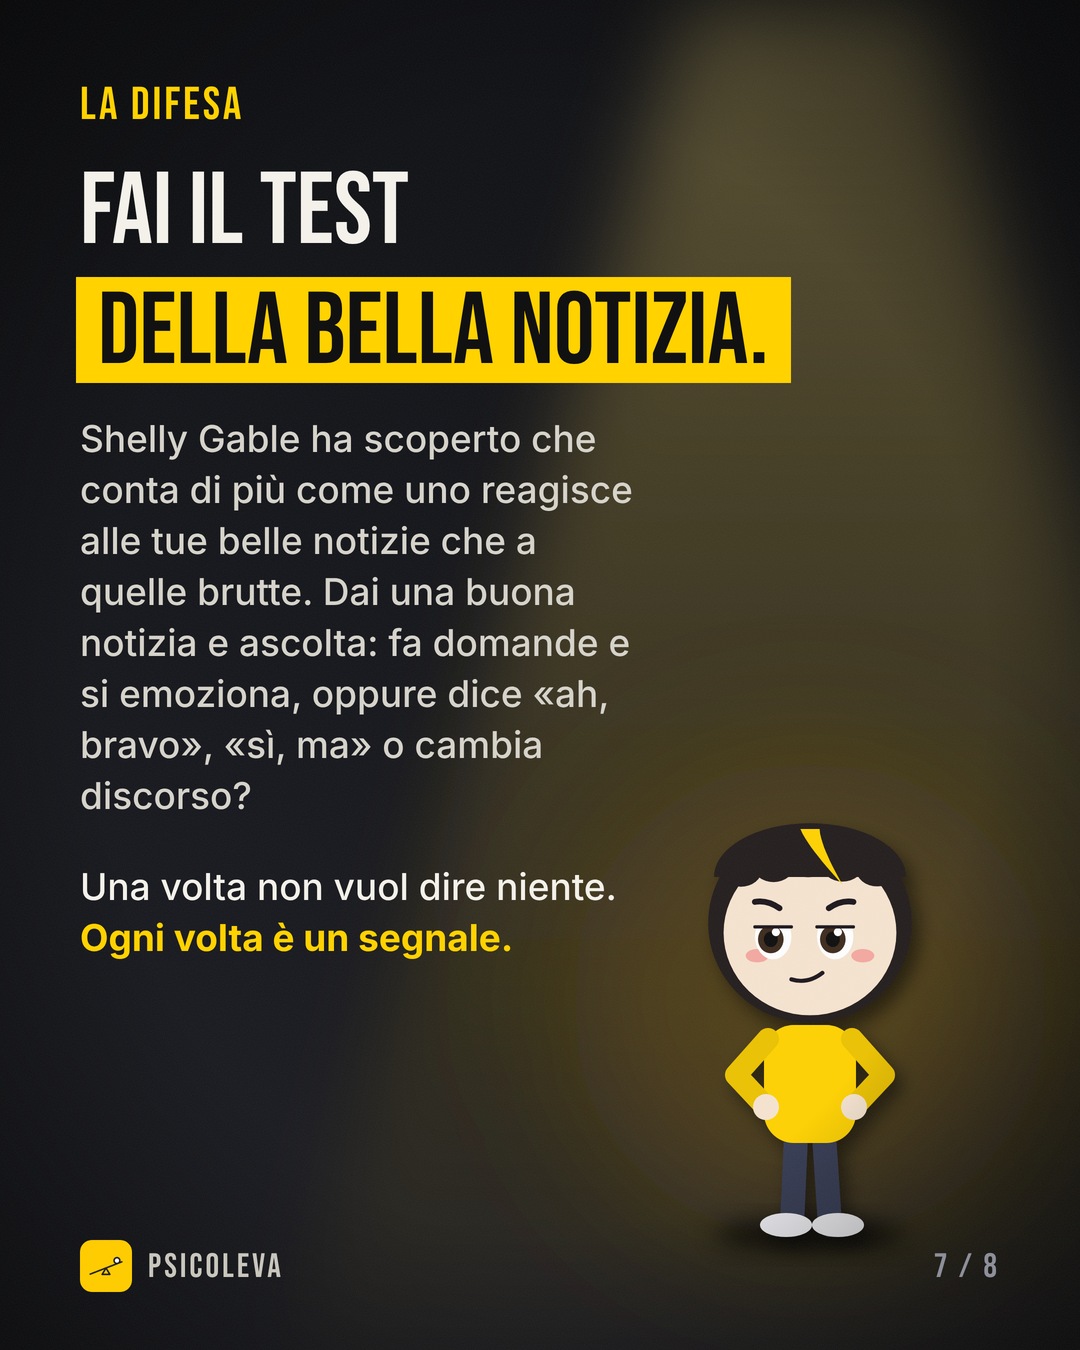 LA DIFESA
FAI IL TEST
DELLA BELLA NOTIZIA.
Shelly Gable ha scoperto che
conta di più come uno reagisce
alle tue belle notizie che a
quelle brutte. Dai una buona
notizia e ascolta: fa domande e
si emoziona, oppure dice «ah,
bravo», «sì, ma» o cambia
discorso?
Una volta non vuol dire niente.
Ogni volta è un segnale.
PSICOLEVA
7 / 8